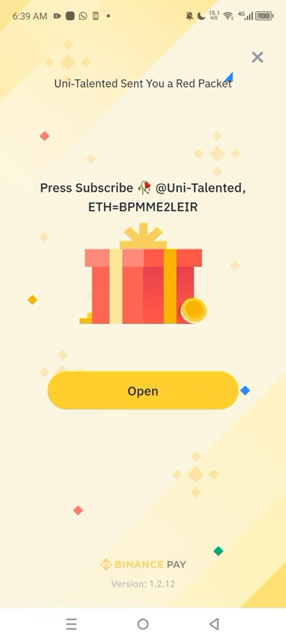 6:39 AM
15.1
K/s
4G
100
Uni-Talented Sent You a Red Packet
Press Subscribe 🥀 @Uni-Talented,
ETH=BPMME2LEIR
Open
BINANCE PAY
Version: 1.2.12